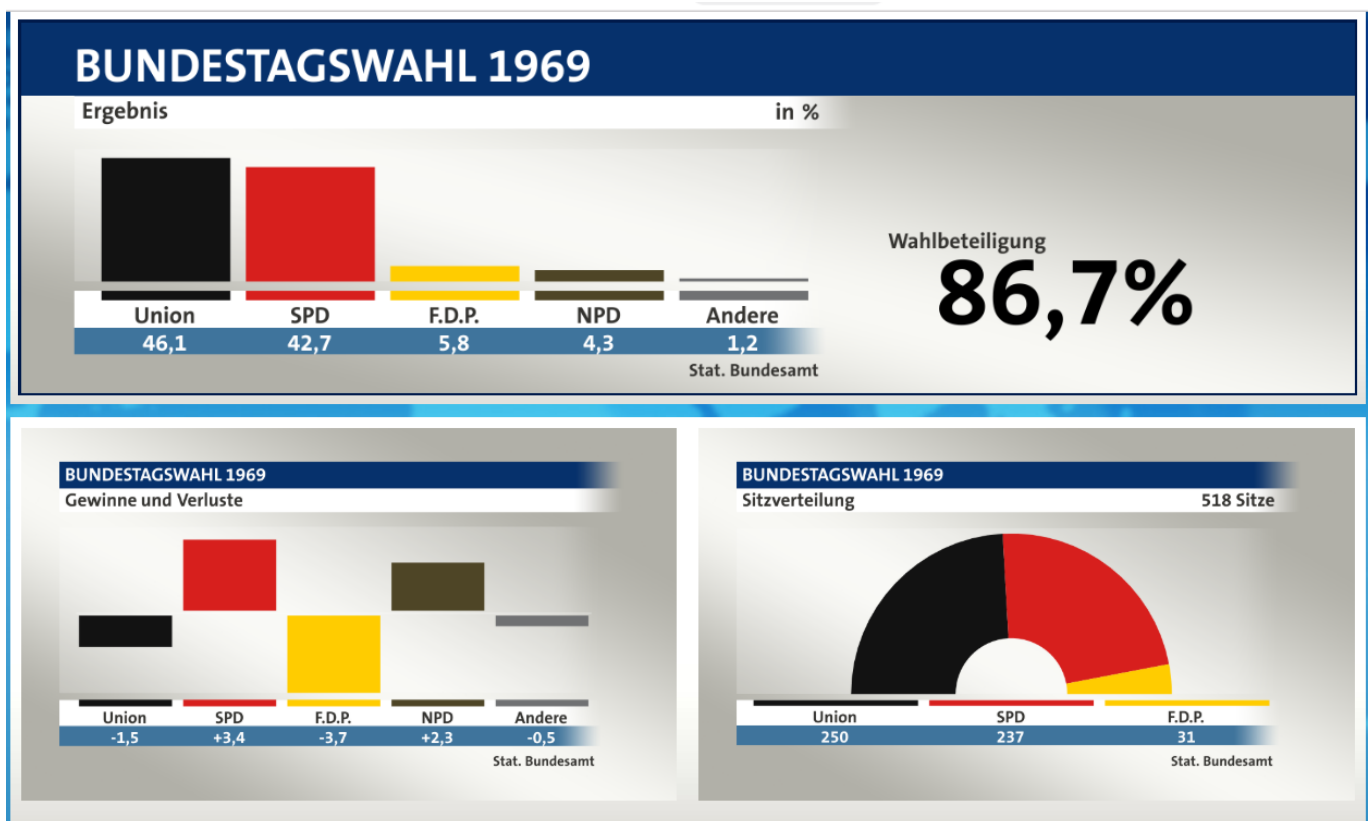 BUNDESTAGSWAHL 1969
Ergebnis in %
Wahlbeteiligung
86,7%
Union SPD F.D.P. NPD Andere
46,1 42,7 5,8 4,3 1,2
Stat. Bundesamt
BUNDESTAGSWAHL 1969
Gewinne und Verluste
Union SPD F.D.P. NPD Andere
-1,5 +3,4 -3,7 +2,3 -0,5
Stat. Bundesamt
BUNDESTAGSWAHL 1969
Sitzverteilung 518 Sitze
Union SPD F.D.P.
250 237 31
Stat. Bundesamt